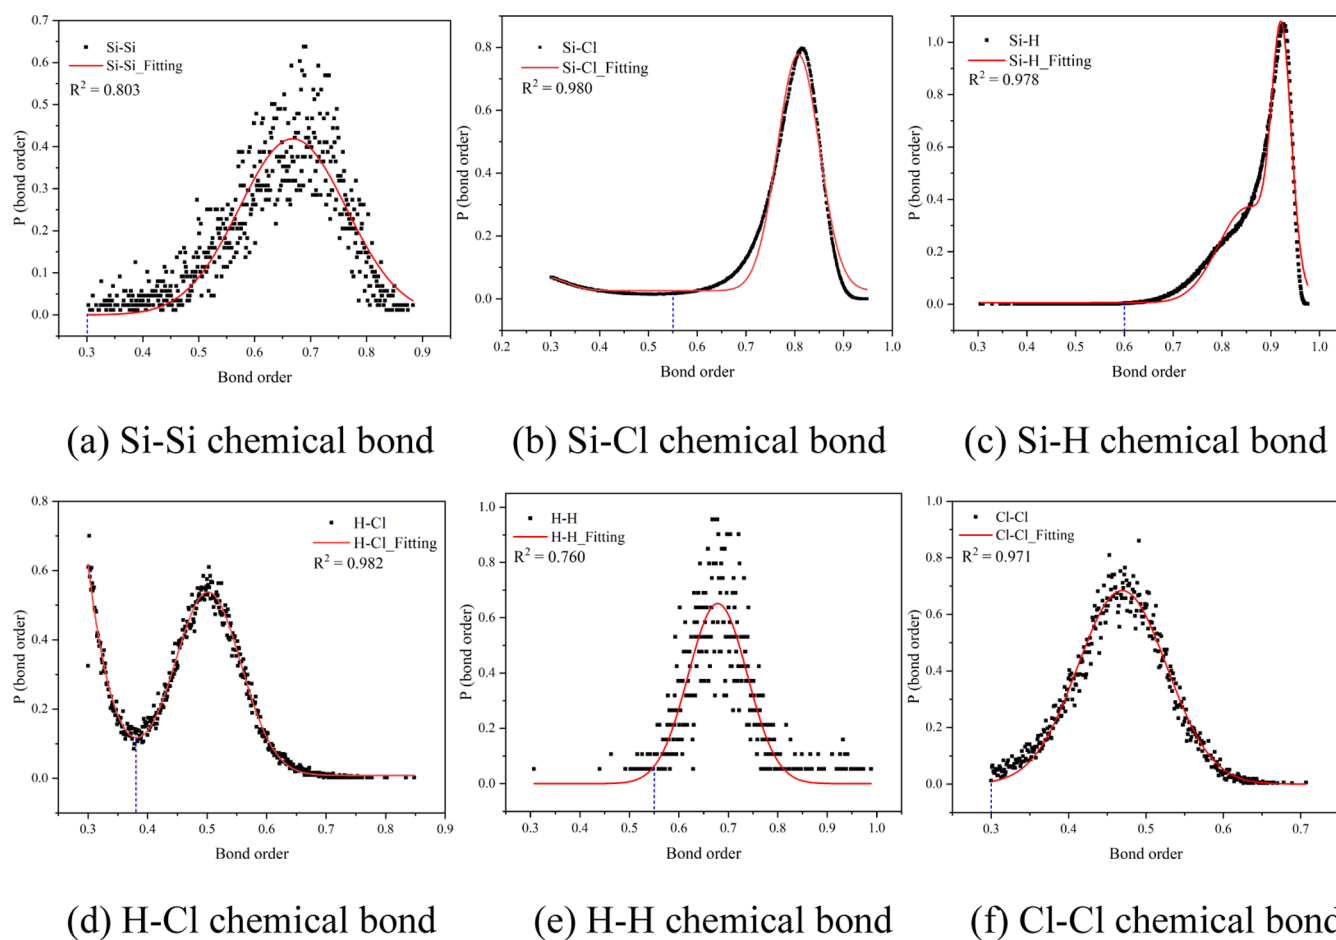 Si-Si
Si-Si_Fitting
R² = 0.803
P (bond order)
0.7
0.6
0.5
0.4
0.3
0.2
0.1
0.0
0.3 0.4 0.5 0.6 0.7 0.8 0.9
Bond order
(a) Si-Si chemical bond
Si-Cl
Si-Cl_Fitting
R² = 0.980
P (bond order)
0.8
0.6
0.4
0.2
0.0
0.2 0.3 0.4 0.5 0.6 0.7 0.8 0.9 1.0
Bond order
(b) Si-Cl chemical bond
Si-H
Si-H_Fitting
R² = 0.978
P (bond order)
1.0
0.8
0.6
0.4
0.2
0.0
0.3 0.4 0.5 0.6 0.7 0.8 0.9 1.0
Bond order
(c) Si-H chemical bond
H-Cl
H-Cl_Fitting
R² = 0.982
P (bond order)
0.8
0.6
0.4
0.2
0.0
0.3 0.4 0.5 0.6 0.7 0.8 0.9
Bond order
(d) H-Cl chemical bond
H-H
H-H_Fitting
R² = 0.760
P (bond order)
1.0
0.8
0.6
0.4
0.2
0.0
0.3 0.4 0.5 0.6 0.7 0.8 0.9 1.0
Bond order
(e) H-H chemical bond
Cl-Cl
Cl-Cl_Fitting
R² = 0.971
P (bond order)
1.0
0.8
0.6
0.4
0.2
0.0
0.3 0.4 0.5 0.6 0.7
Bond order
(f) Cl-Cl chemical bond